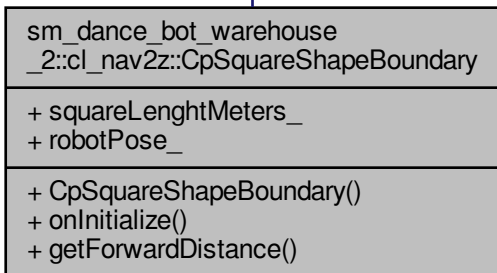 sm_dance_bot_warehouse
_2::cl_nav2z::CpSquareShapeBoundary
+ squareLenghtMeters_
+ robotPose_
+ CpSquareShapeBoundary()
+ onInitialize()
+ getForwardDistance()